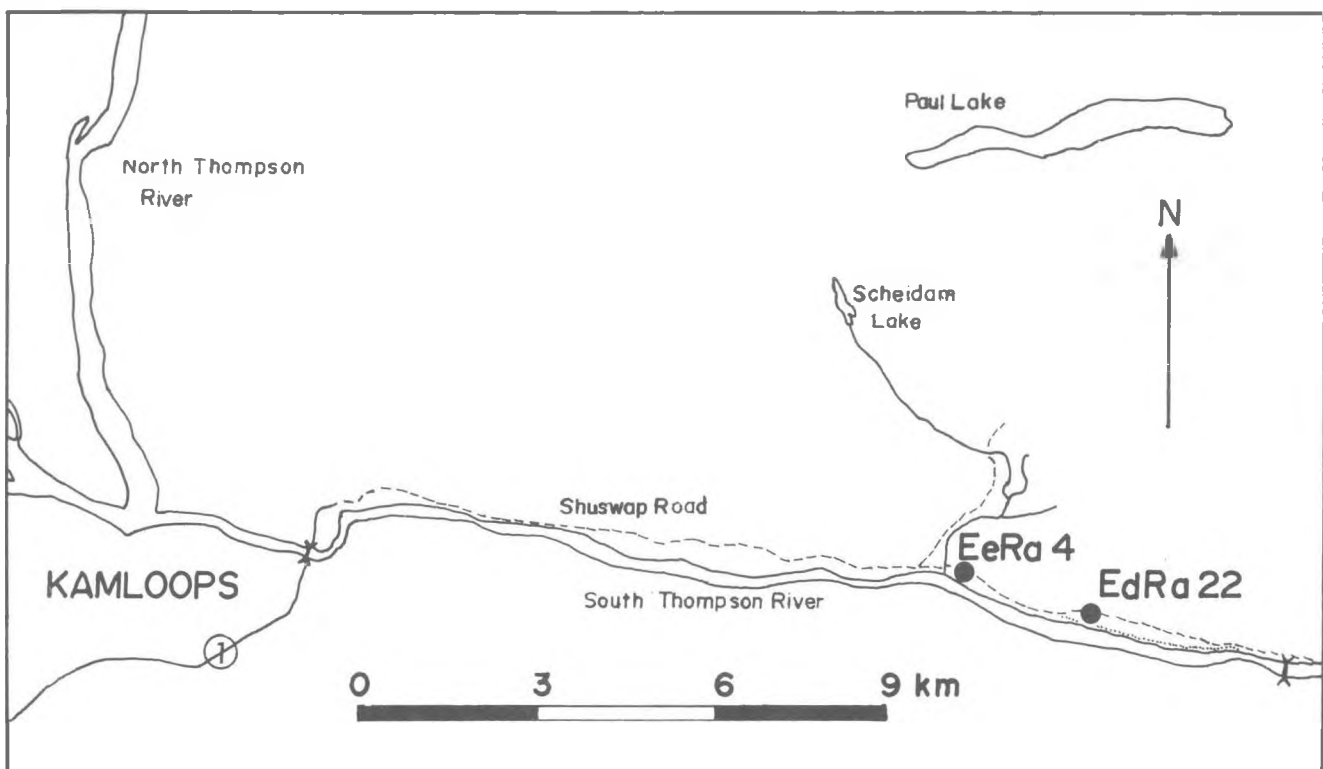 Paul Lake
North Thompson
River
N
Scheidam
Lake
Shuswap Road
EeRa 4
KAMLOOPS
South Thompson River
EdRa 22
1
0 3 6 9 km